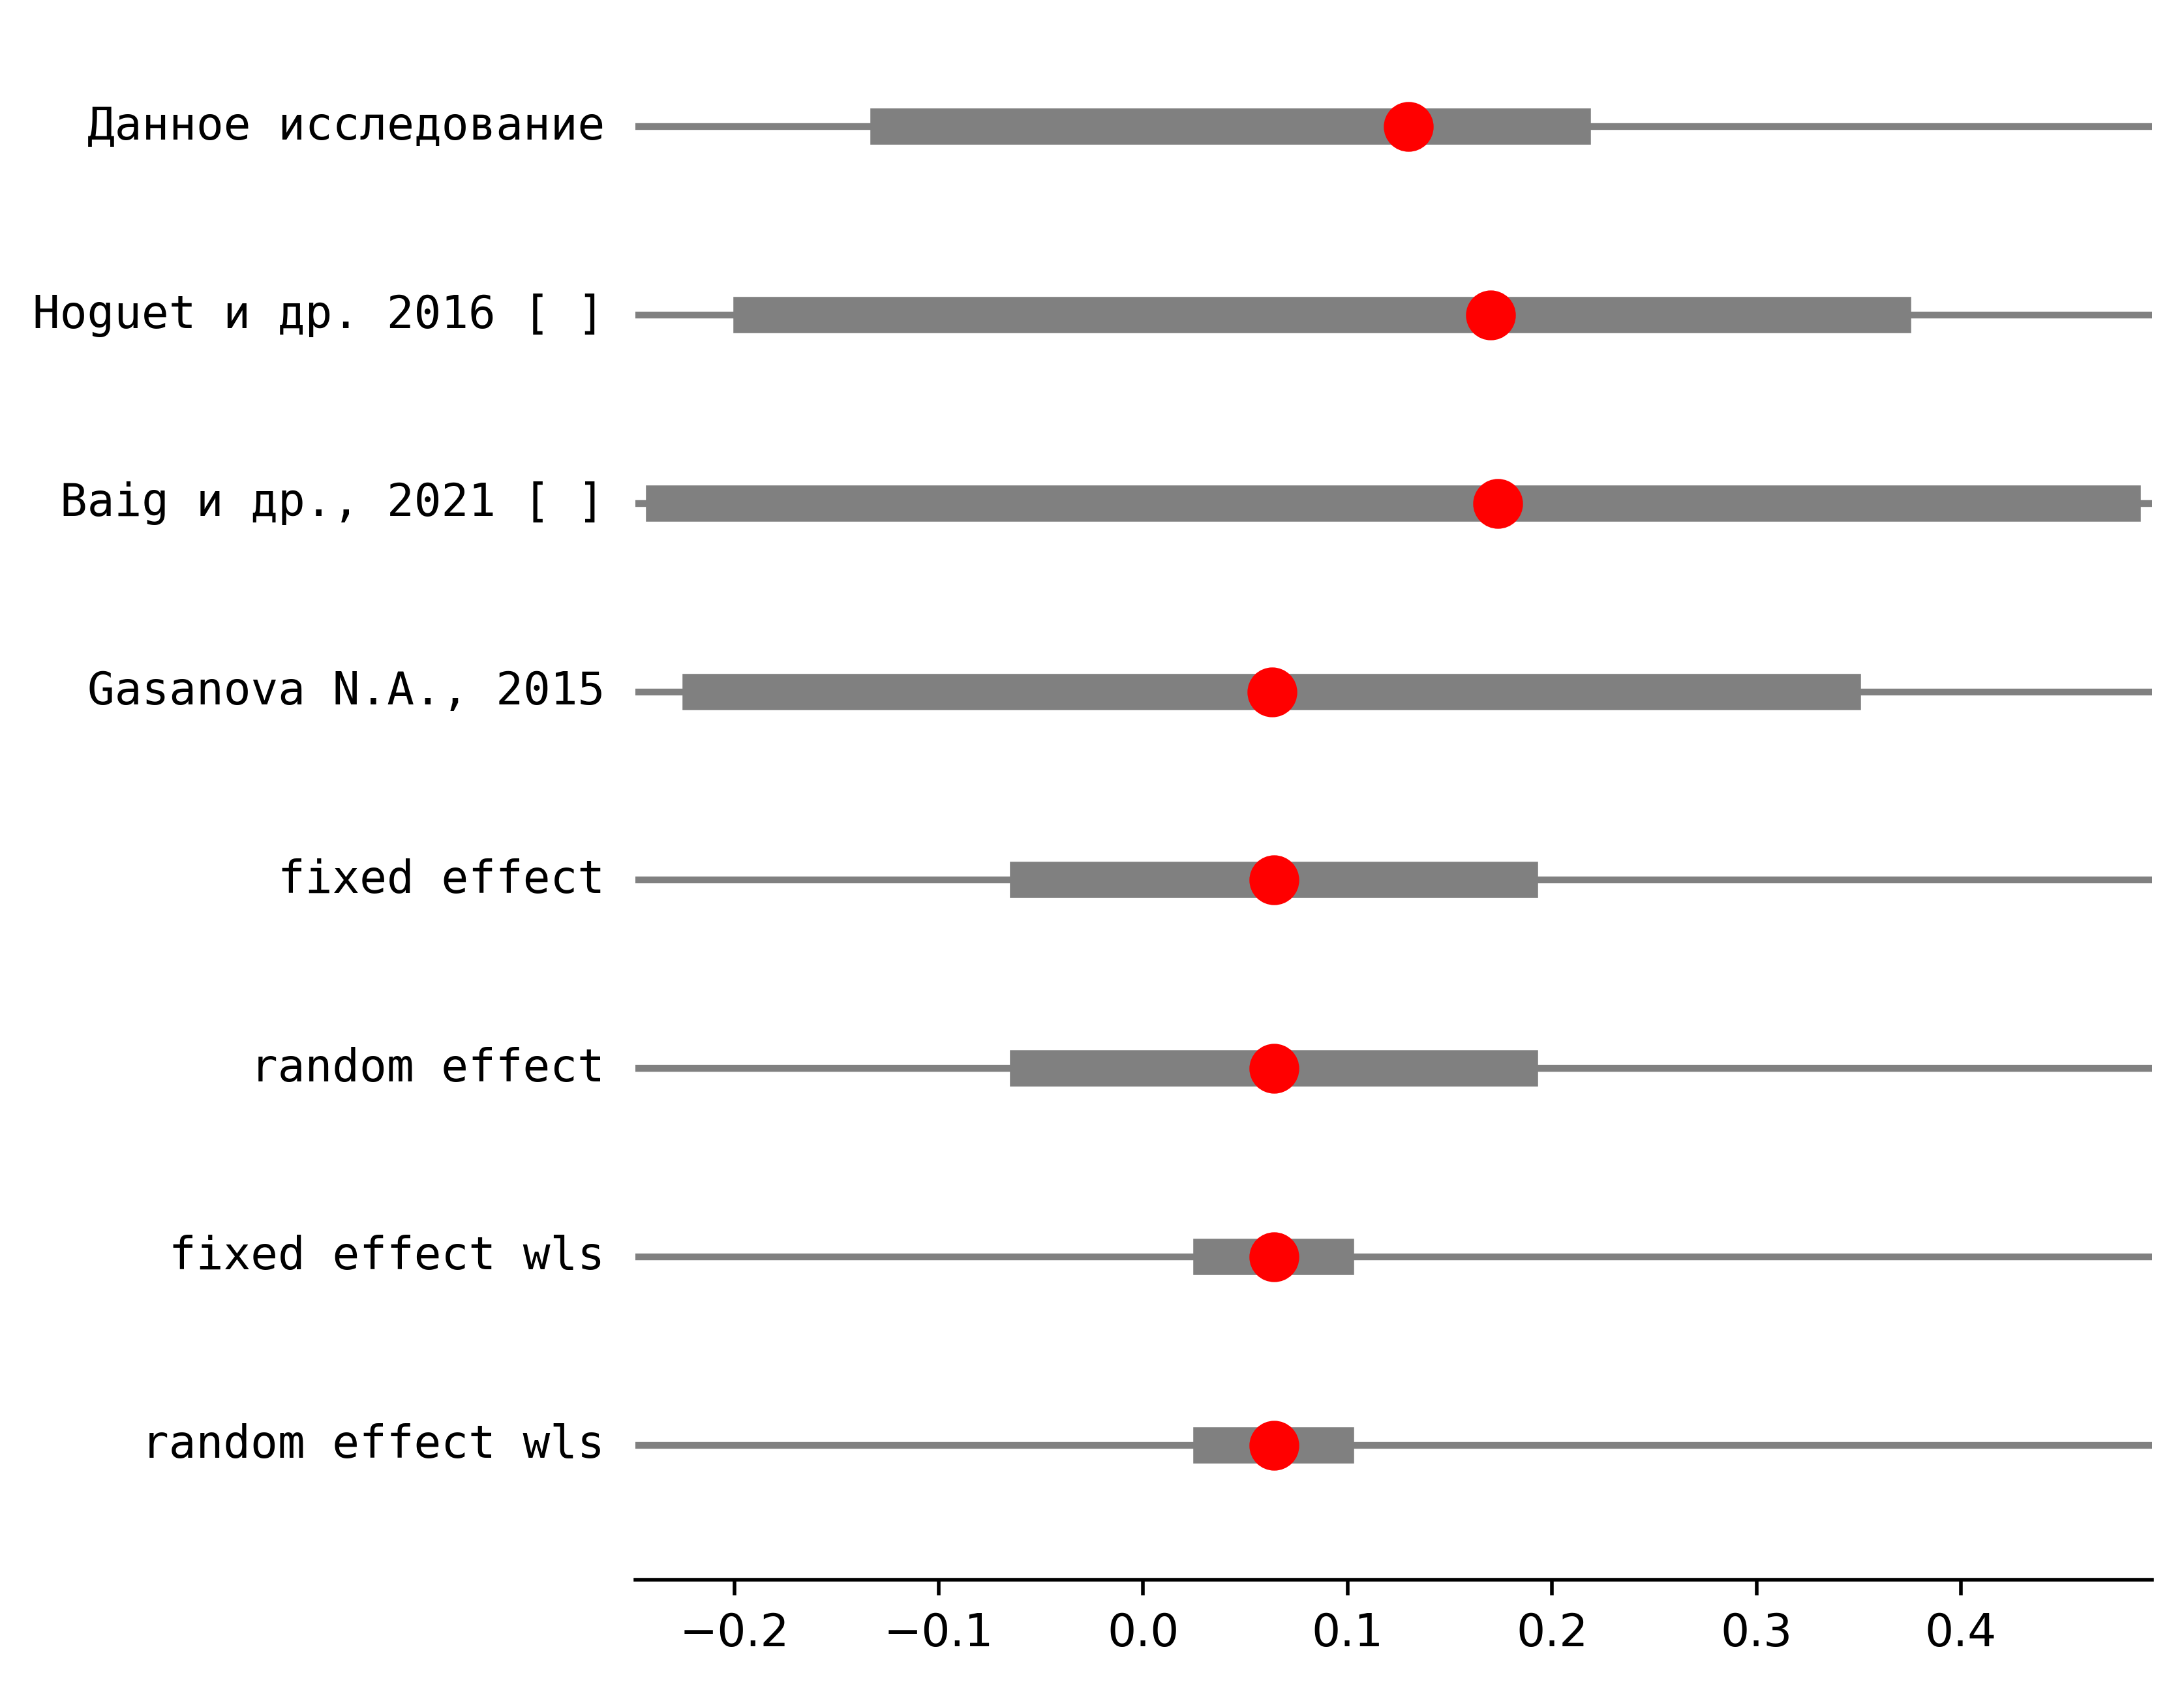 Данное исследование
Hoguet и др. 2016 [ ]
Baig и др., 2021 [ ]
Gasanova N.A., 2015
fixed effect
random effect
fixed effect wls
random effect wls
−0.2 −0.1 0.0 0.1 0.2 0.3 0.4